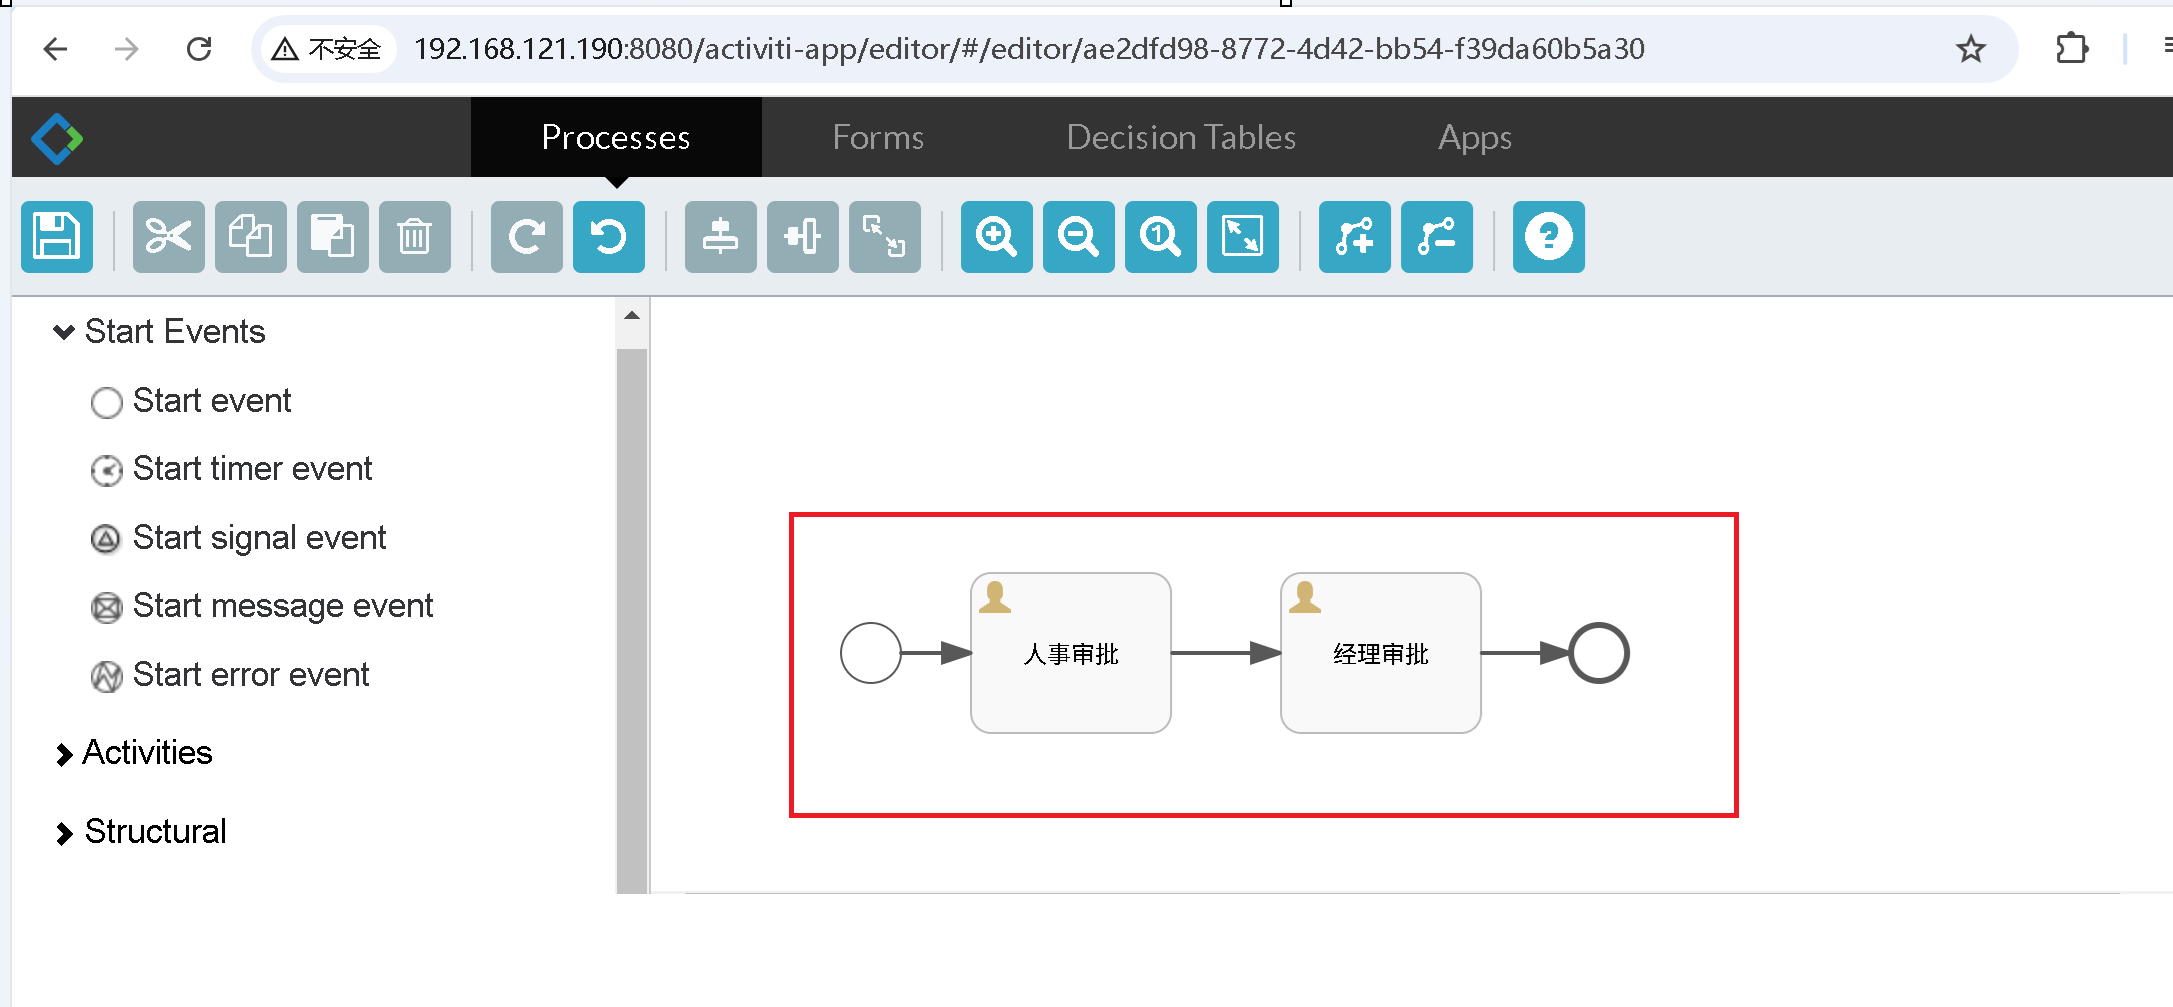 不安全 192.168.121.190:8080/activiti-app/editor/#/editor/ae2dfd98-8772-4d42-bb54-f39da60b5a30
Processes Forms Decision Tables Apps
Start Events
Start event
Start timer event
Start signal event
Start message event
Start error event
Activities
Structural
人事审批 经理审批